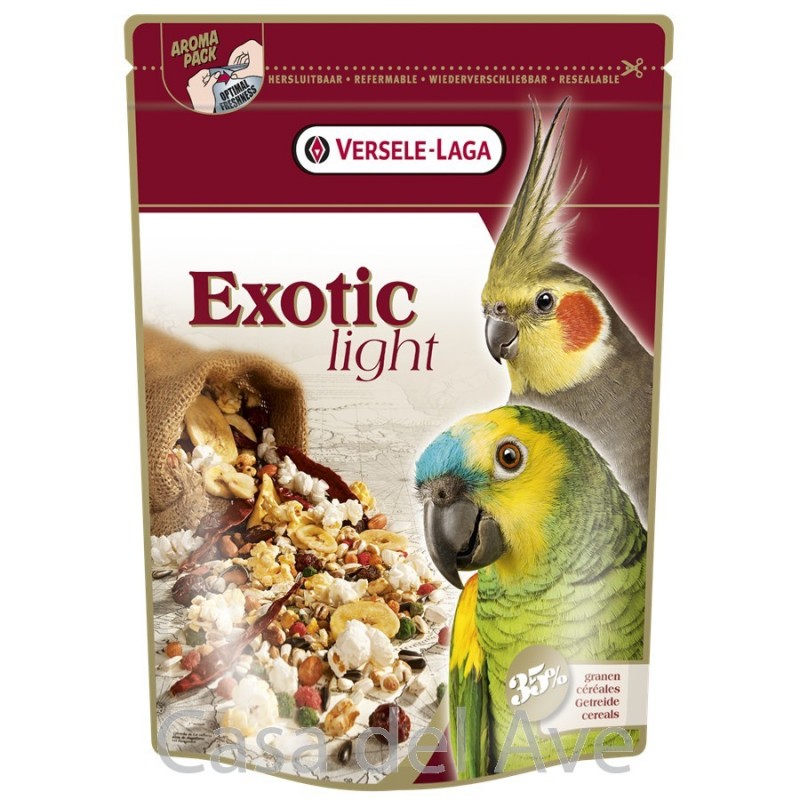 AROMA
PACK
OPTIMAL
FRESHNESS
HERSLUITBAAR • REFERMABLE • WIEDERVERSCHLIESBAR • RESEALABLE
VERSELE-LAGA
Exotic
light
35%
granen
céréales
Getreide
cereals
Casa del Ave